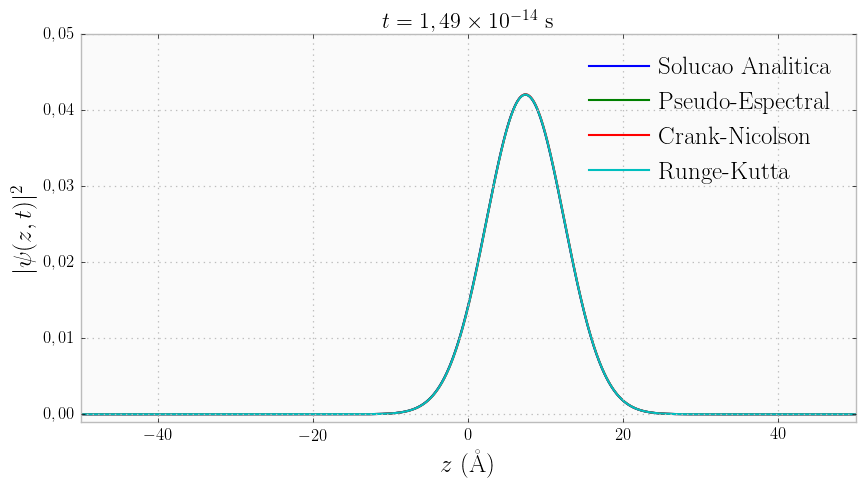 t = 1,49 × 10⁻¹⁴ s
0,05
0,04
0,03
0,02
0,01
0,00
|ψ(z,t)|²
Solucao Analitica
Pseudo-Espectral
Crank-Nicolson
Runge-Kutta
−40 −20 0 20 40
z (Å)